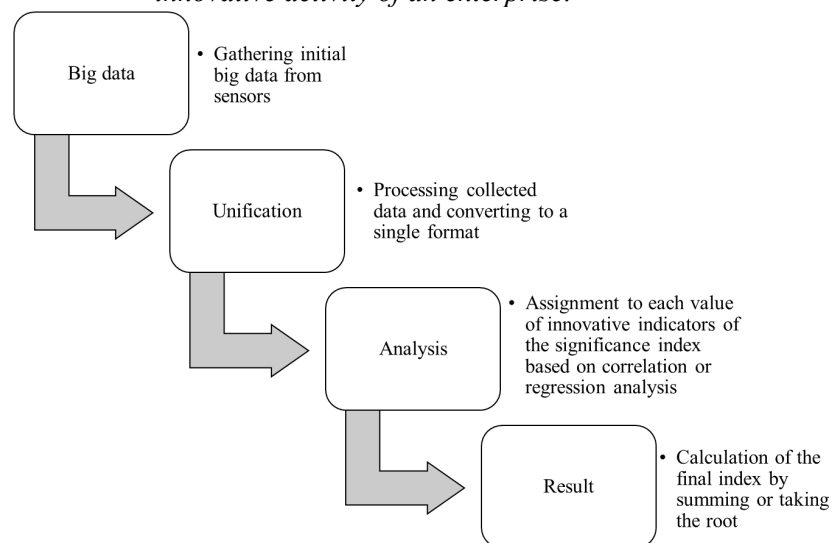 innovative activity of an enterprise.
Big data
• Gathering initial
big data from
sensors
Unification
• Processing collected
data and converting to a
single format
Analysis
• Assignment to each value
of innovative indicators of
the significance index
based on correlation or
regression analysis
Result
• Calculation of the
final index by
summing or taking
the root